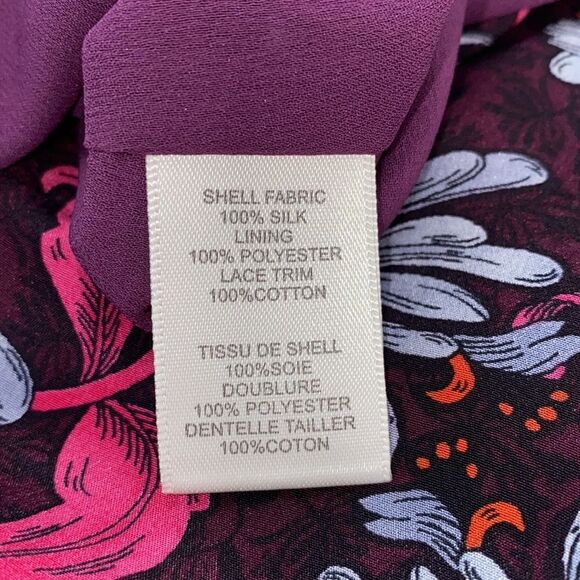 SHELL FABRIC
100% SILK
LINING
100% POLYESTER
LACE TRIM
100%COTTON
TISSU DE SHELL
100%SOIE
DOUBLURE
100% POLYESTER
DENTELLE TAILLER
100%COTON